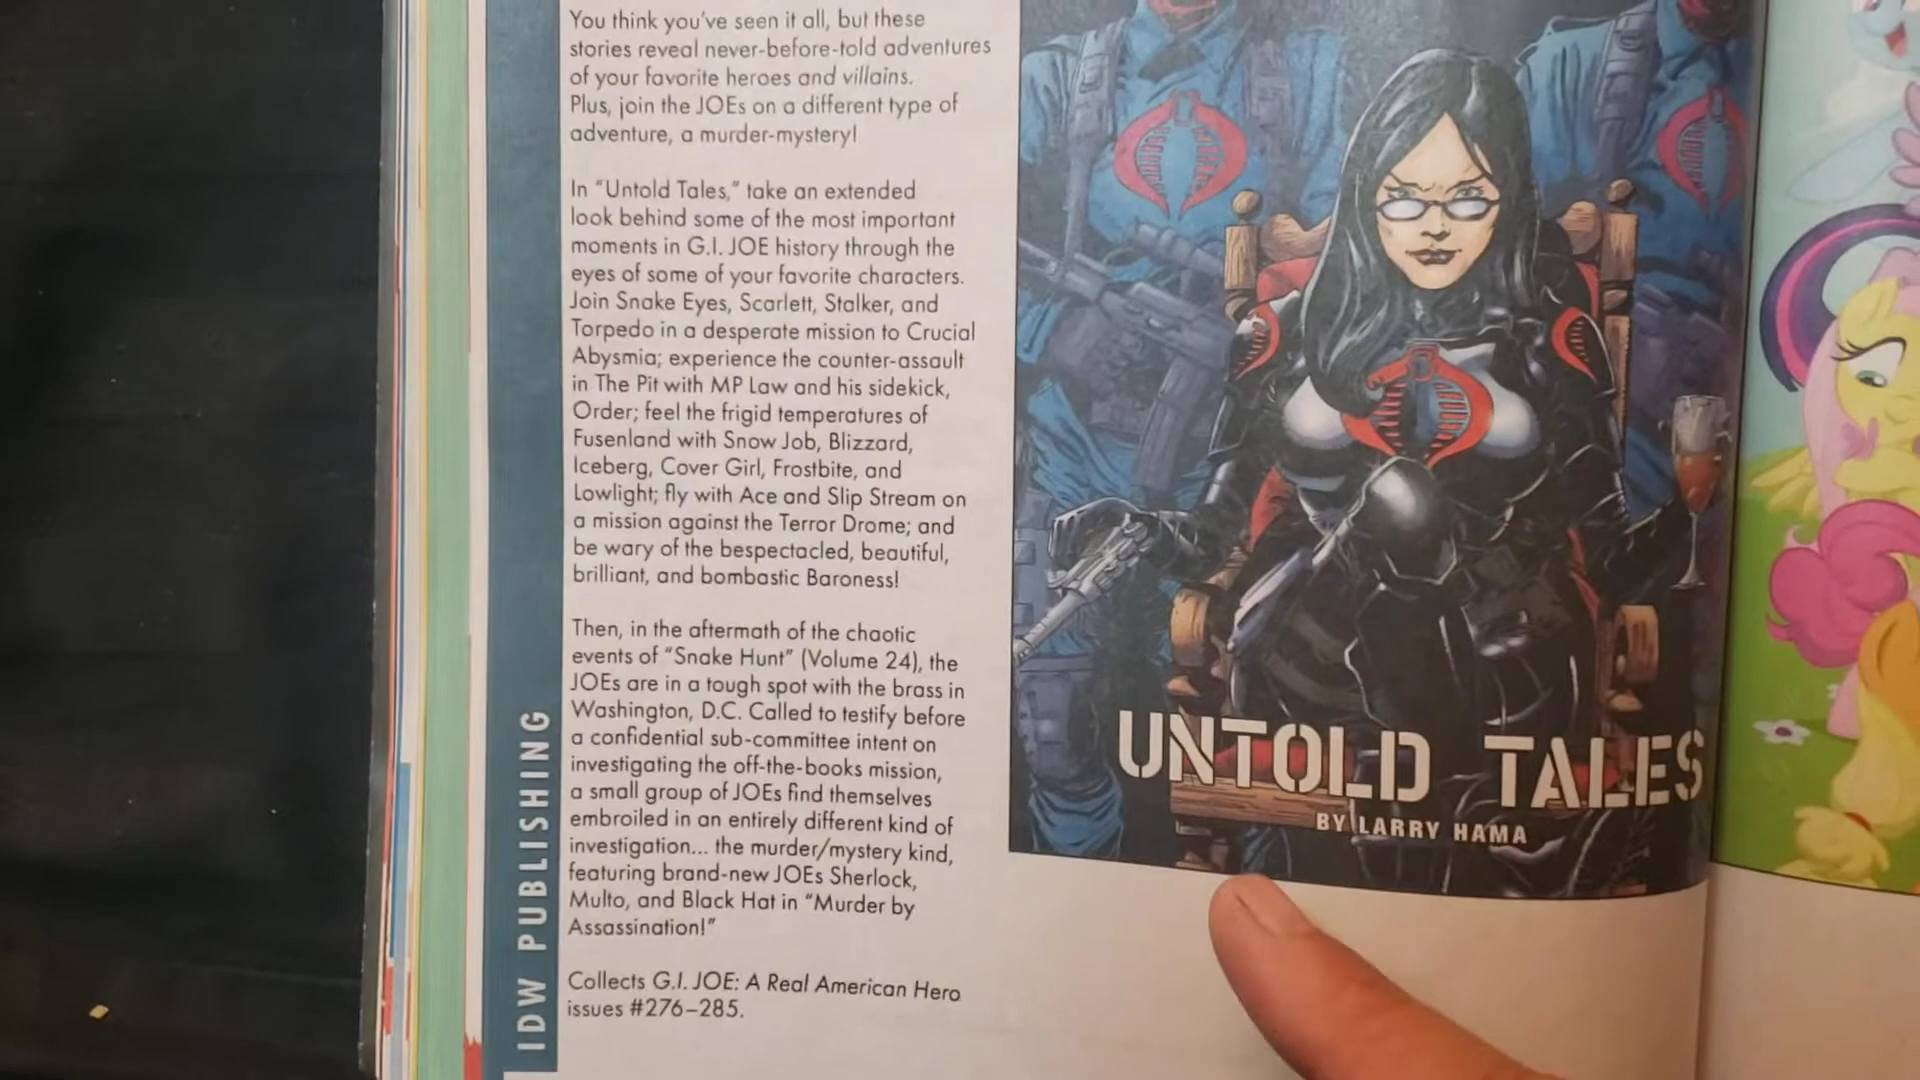 You think you've seen it all, but these
stories reveal never-before-told adventures
of your favorite heroes and villains.
Plus, join the JOEs on a different type of
adventure, a murder-mystery!
In "Untold Tales," take an extended
look behind some of the most important
moments in G.I. JOE history through the
eyes of some of your favorite characters.
Join Snake Eyes, Scarlett, Stalker, and
Torpedo in a desperate mission to Crucial
Abysmia; experience the counter-assault
in The Pit with MP Law and his sidekick,
Order; feel the frigid temperatures of
Fusenland with Snow Job, Blizzard,
Iceberg, Cover Girl, Frostbite, and
Lowlight; fly with Ace and Slip Stream on
a mission against the Terror Drome; and
be wary of the bespectacled, beautiful,
brilliant, and bombastic Baroness!
Then, in the aftermath of the chaotic
events of "Snake Hunt" (Volume 24), the
JOEs are in a tough spot with the brass in
Washington, D.C. Called to testify before
a confidential sub-committee intent on
investigating the off-the-books mission,
a small group of JOEs find themselves
embroiled in an entirely different kind of
investigation... the murder/mystery kind,
featuring brand-new JOEs Sherlock,
Multo, and Black Hat in "Murder by
Assassination!"
Collects G.I. JOE: A Real American Hero
issues #276–285.
IDW PUBLISHING
UNTOLD TALES
BY LARRY HAMA